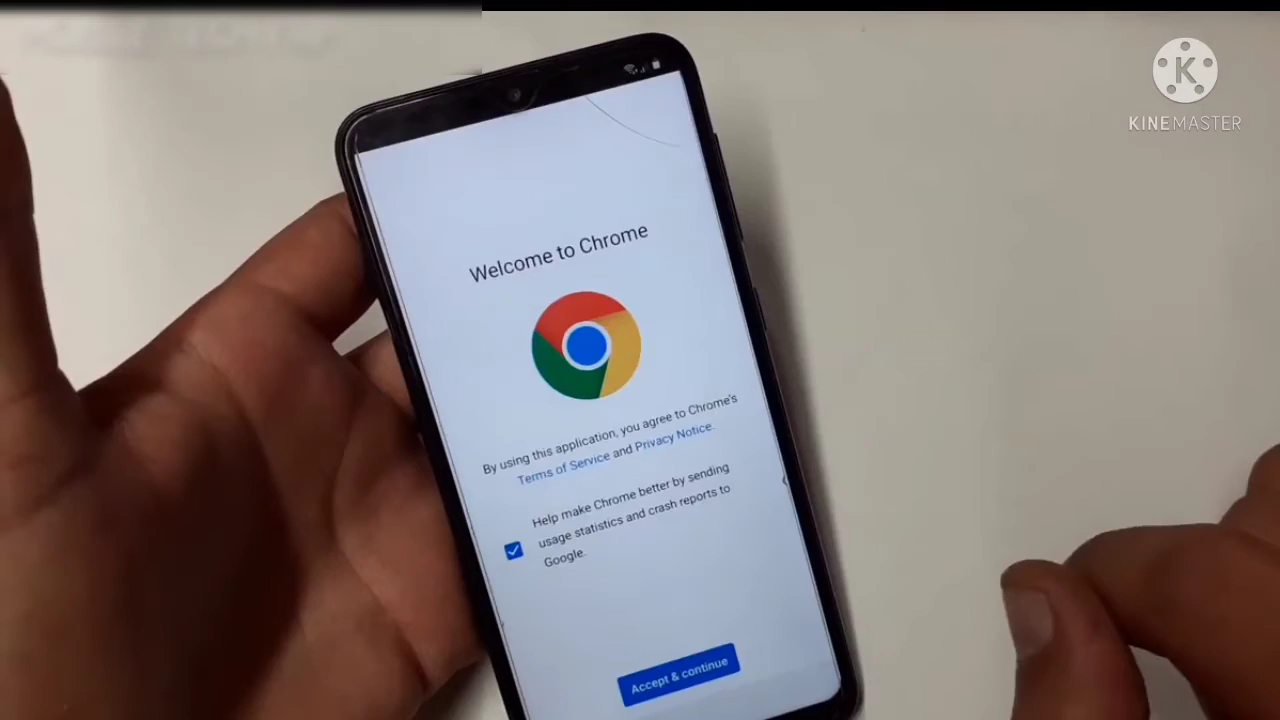 KINEMASTER
Welcome to Chrome
By using this application, you agree to Chrome's
Terms of Service and Privacy Notice.
Help make Chrome better by sending
usage statistics and crash reports to
Google.
Accept & continue